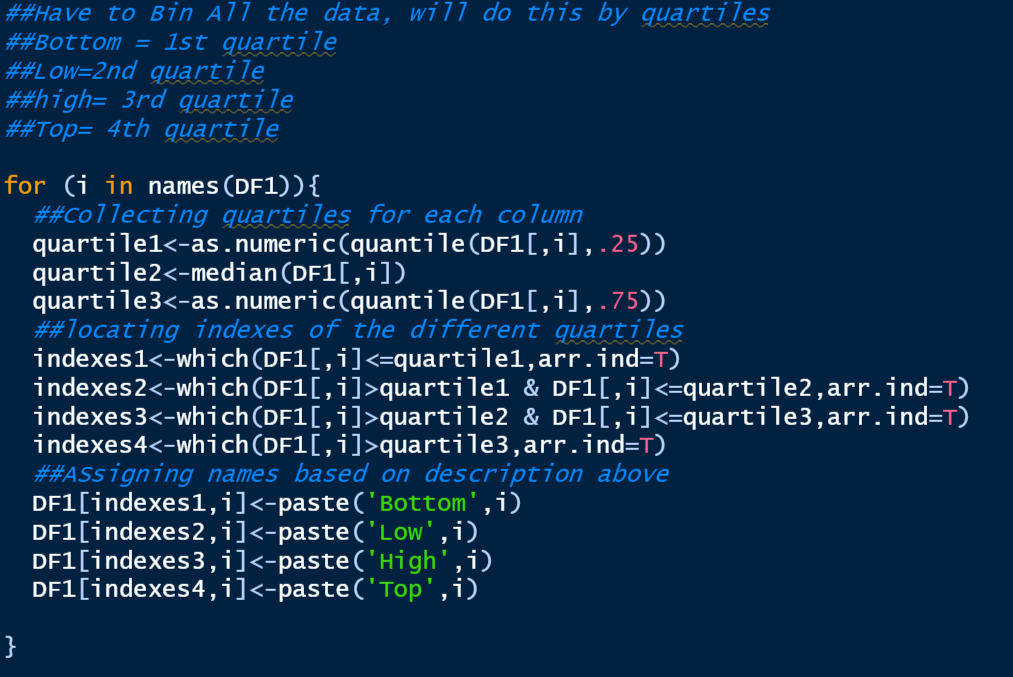 ##Have to Bin All the data, will do this by quartiles
##Bottom = 1st quartile
##Low=2nd quartile
##high= 3rd quartile
##Top= 4th quartile
for (i in names(DF1)){
##Collecting quartiles for each column
quartile1<-as.numeric(quantile(DF1[,i],.25))
quartile2<-median(DF1[,i])
quartile3<-as.numeric(quantile(DF1[,i],.75))
##locating indexes of the different quartiles
indexes1<-which(DF1[,i]<=quartile1,arr.ind=T)
indexes2<-which(DF1[,i]>quartile1 & DF1[,i]<=quartile2,arr.ind=T)
indexes3<-which(DF1[,i]>quartile2 & DF1[,i]<=quartile3,arr.ind=T)
indexes4<-which(DF1[,i]>quartile3,arr.ind=T)
##ASsigning names based on description above
DF1[indexes1,i]<-paste('Bottom',i)
DF1[indexes2,i]<-paste('Low',i)
DF1[indexes3,i]<-paste('High',i)
DF1[indexes4,i]<-paste('Top',i)
}